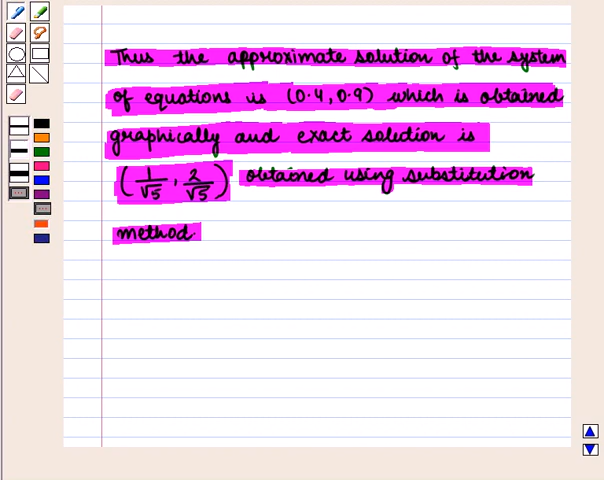 Thus the approximate solution of the system
of equations is (0.4, 0.9) which is obtained
graphically and exact solution is
(1/√5, 2/√5) obtained using substitution
method.